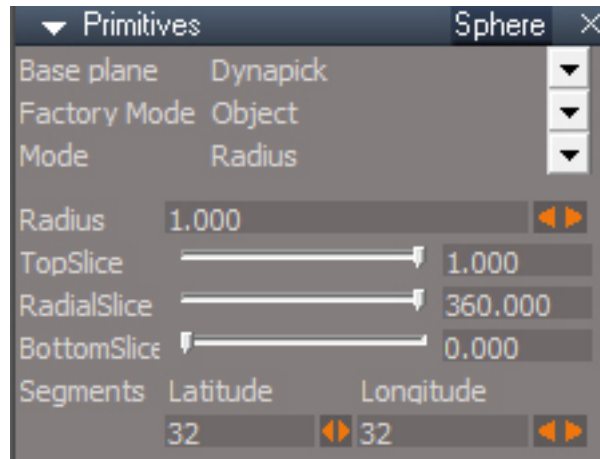 Primitives Sphere
Base plane Dynapick
Factory Mode Object
Mode Radius
Radius 1.000
TopSlice 1.000
RadialSlice 360.000
BottomSlice 0.000
Segments Latitude Longitude
32 32